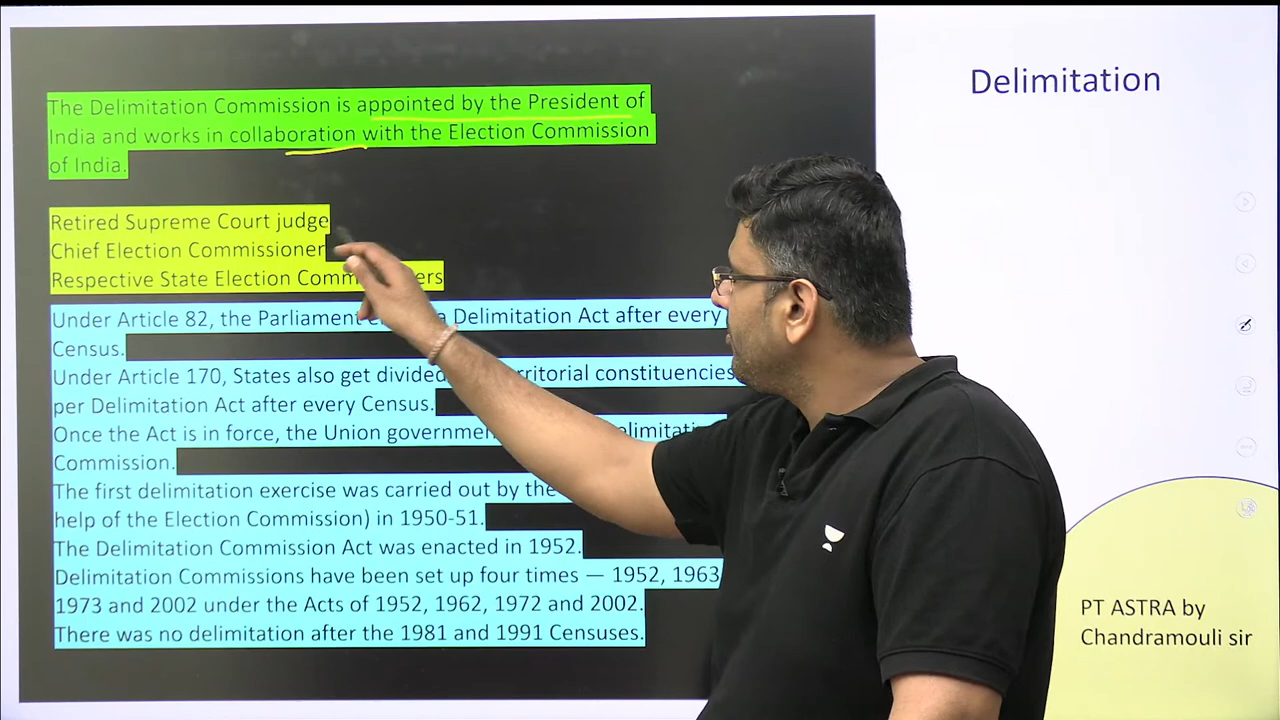 Delimitation
The Delimitation Commission is appointed by the President of
India and works in collaboration with the Election Commission
of India.
Retired Supreme Court judge
Chief Election Commissioner
Respective State Election
Under Article 82, the Parliament Delimitation Act after every
Census.
Under Article 170, States also get divided constituencies
per Delimitation Act after every Census.
Once the Act is in force, the Union
Commission.
The first delimitation exercise was carried out by the
help of the Election Commission) in 1950-51.
The Delimitation Commission Act was enacted in 1952.
Delimitation Commissions have been set up four times — 1952, 1963
1973 and 2002 under the Acts of 1952, 1962, 1972 and 2002.
There was no delimitation after the 1981 and 1991 Censuses.
PT ASTRA by
Chandramouli sir